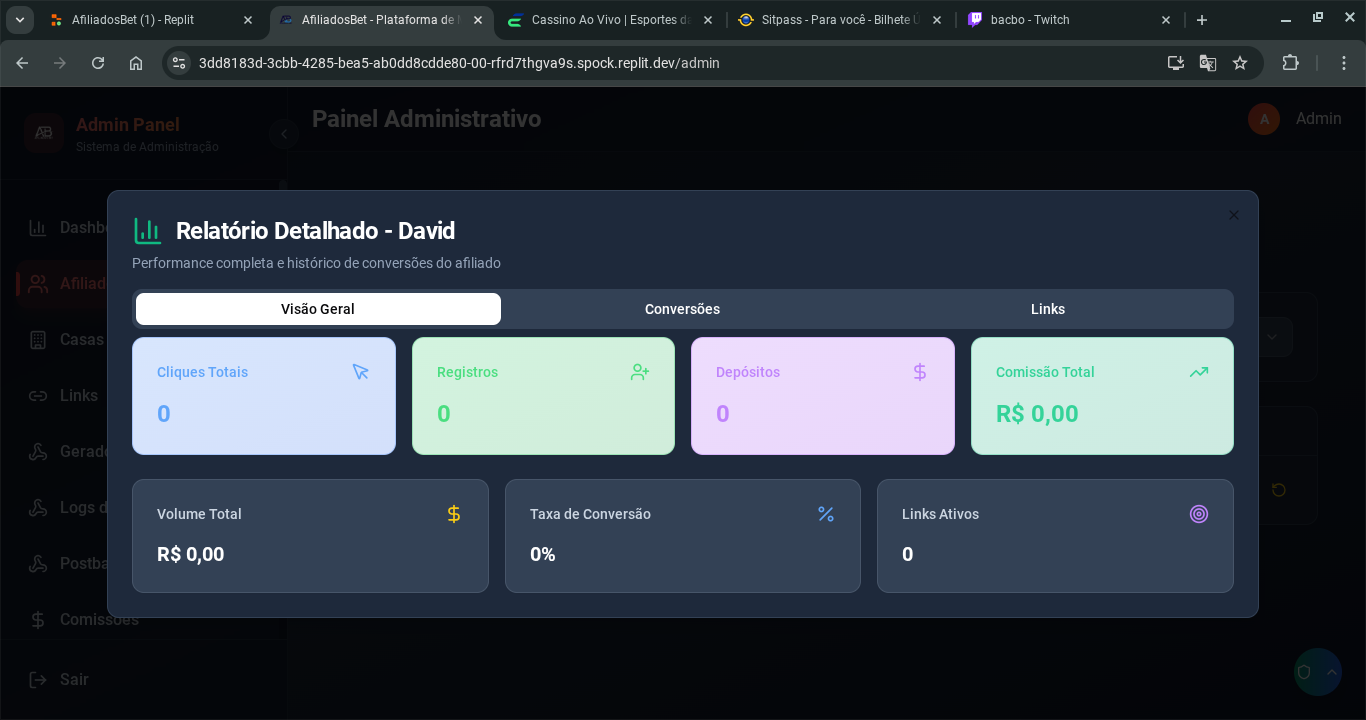 AfiliadosBet (1) - Replit
AfiliadosBet - Plataforma de
Cassino Ao Vivo | Esportes da
Sitpass - Para você - Bilhete Ú
bacbo - Twitch
3dd8183d-3cbb-4285-bea5-ab0dd8cdde80-00-rfrd7thgva9s.spock.replit.dev/admin
AB
Admin Panel
Sistema de Administração
Painel Administrativo
A
Admin
Dashb
Afiliad
Casas
Links
Gerado
Logs d
Postba
Comissões
Sair
Relatório Detalhado - David
Performance completa e histórico de conversões do afiliado
Visão Geral
Conversões
Links
Cliques Totais
0
Registros
0
Depósitos
0
Comissão Total
R$ 0,00
Volume Total
R$ 0,00
Taxa de Conversão
0%
Links Ativos
0